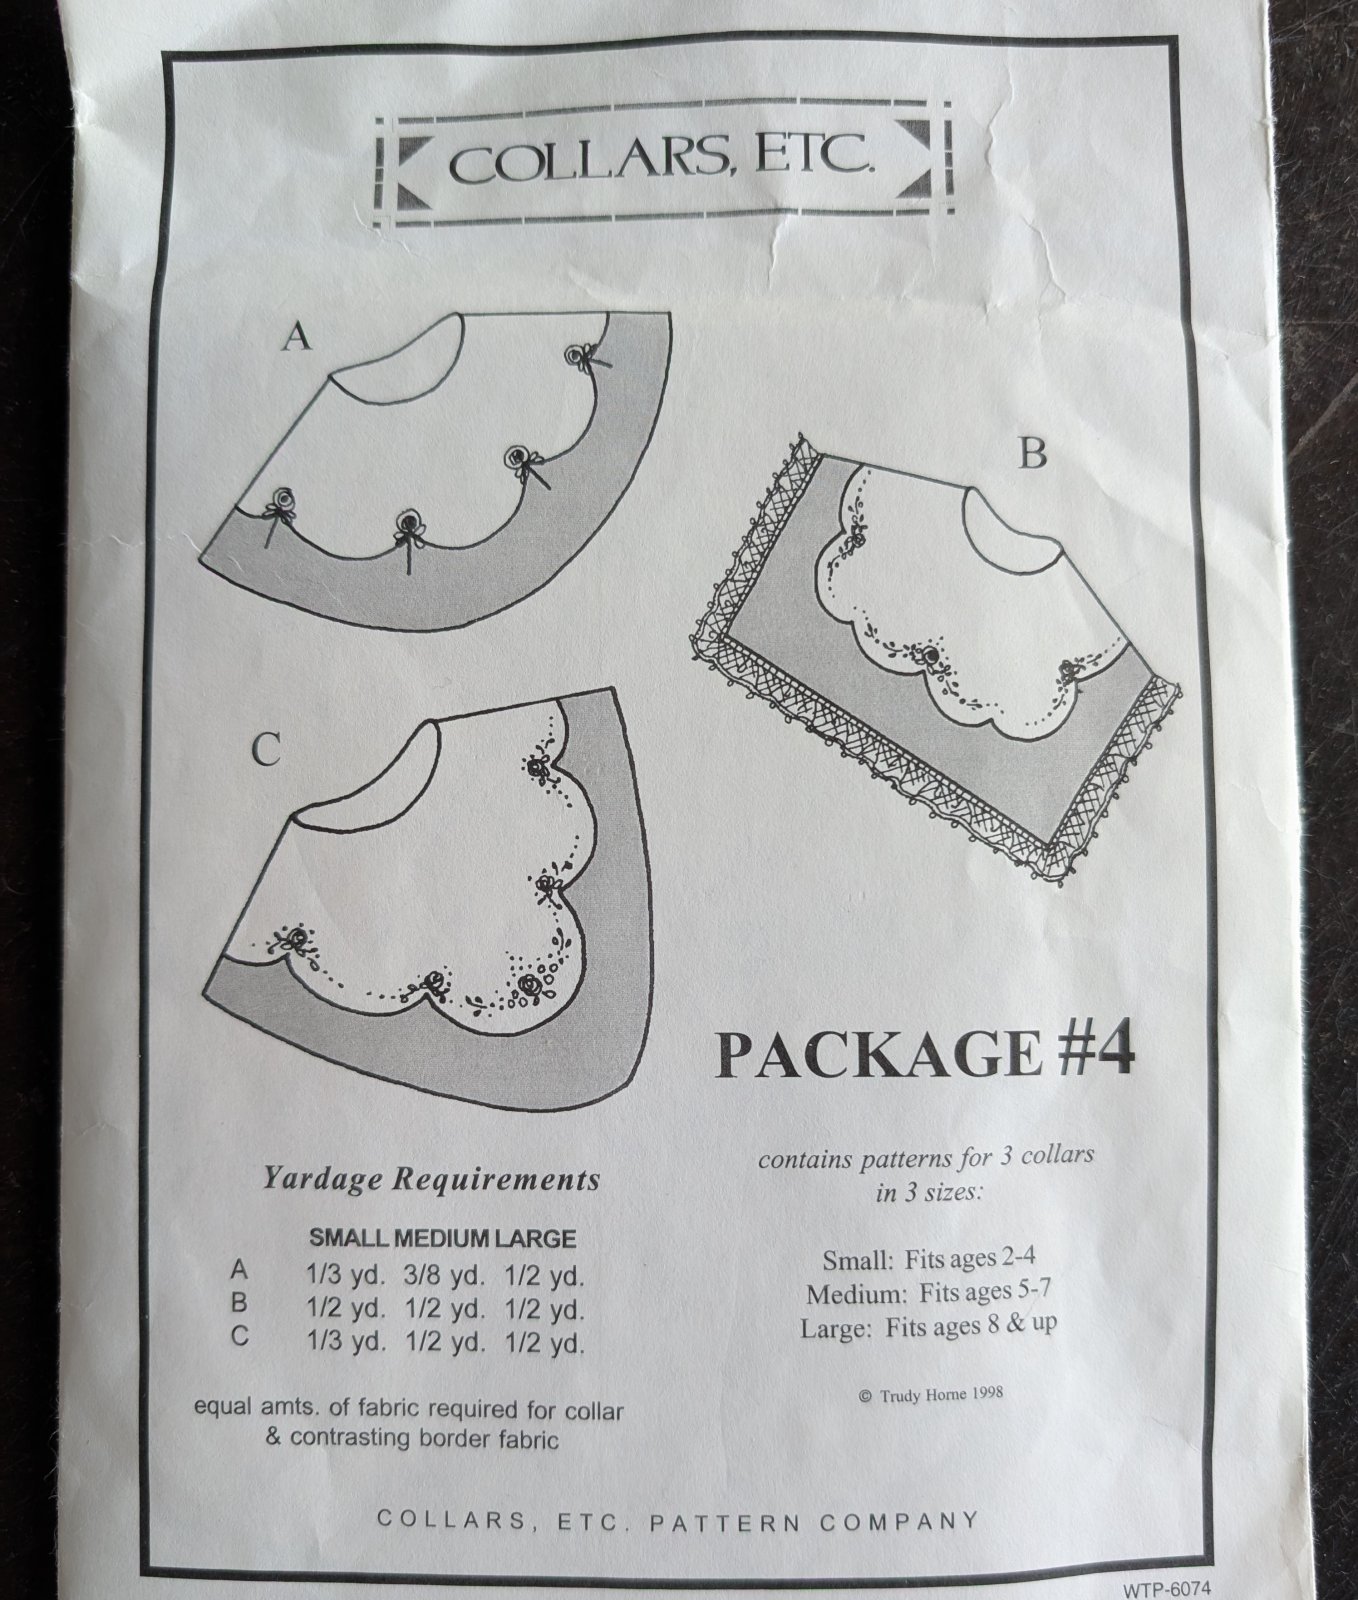 COLLARS, ETC.
A
B
C
PACKAGE #4
contains patterns for 3 collars
in 3 sizes:
Small: Fits ages 2-4
Medium: Fits ages 5-7
Large: Fits ages 8 & up
© Trudy Horne 1998
Yardage Requirements
SMALL MEDIUM LARGE
A 1/3 yd. 3/8 yd. 1/2 yd.
B 1/2 yd. 1/2 yd. 1/2 yd.
C 1/3 yd. 1/2 yd. 1/2 yd.
equal amts. of fabric required for collar
& contrasting border fabric
COLLARS, ETC. PATTERN COMPANY
WTP-6074